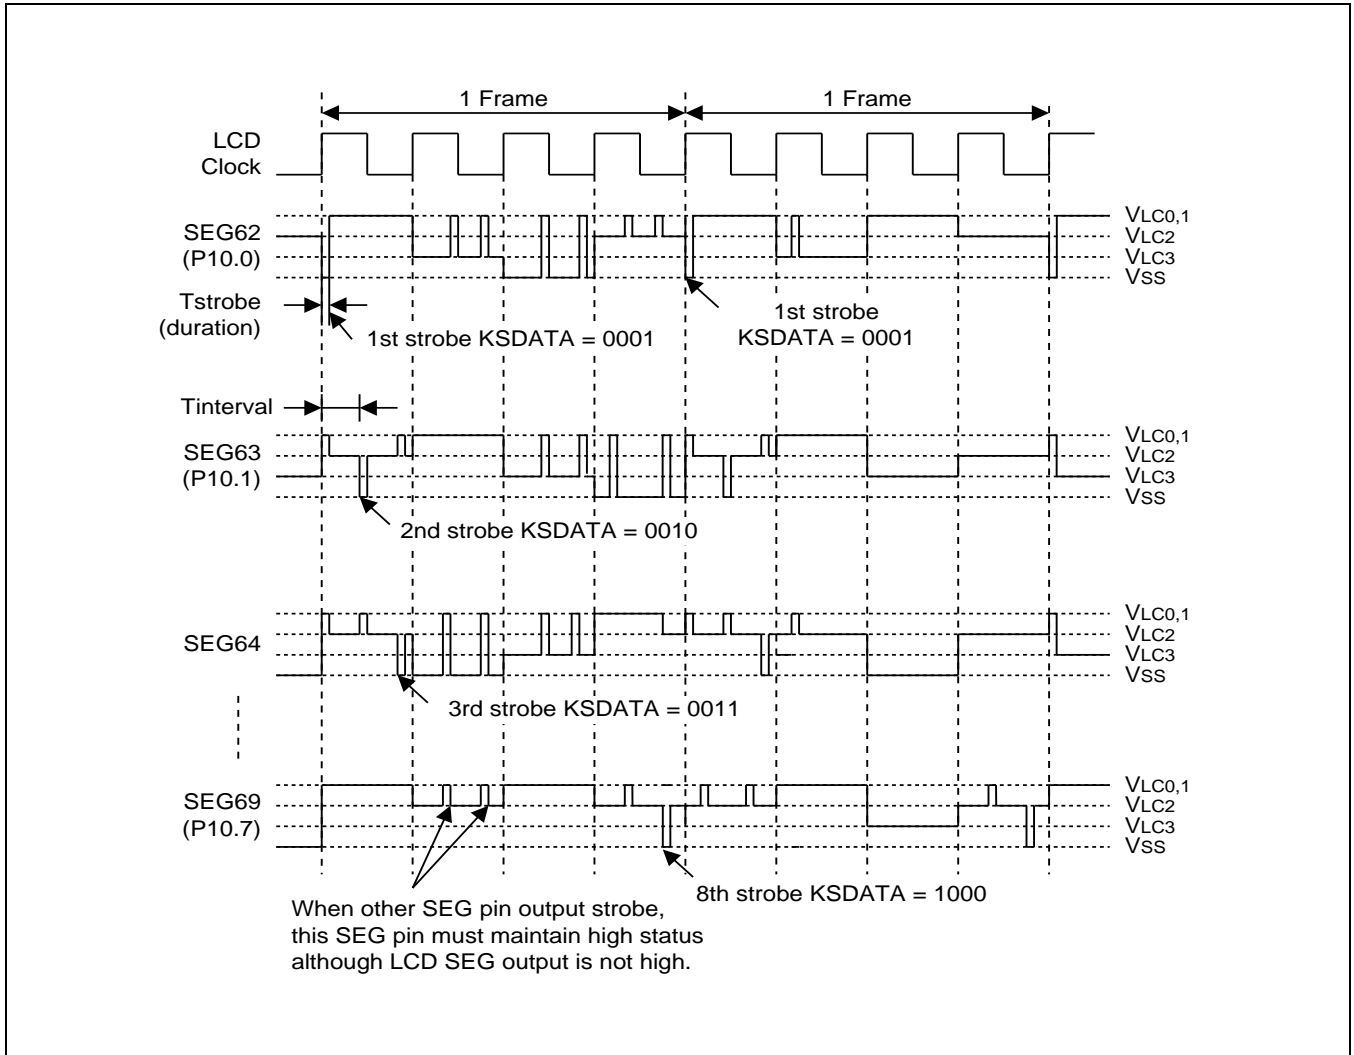 1 Frame
1 Frame
LCD
Clock
SEG62
(P10.0)
VLC0,1
VLC2
VLC3
VSS
Tstrobe
(duration)
1st strobe KSDATA = 0001
1st strobe
KSDATA = 0001
Tinterval
SEG63
(P10.1)
VLC0,1
VLC2
VLC3
VSS
2nd strobe KSDATA = 0010
SEG64
VLC0,1
VLC2
VLC3
VSS
3rd strobe KSDATA = 0011
SEG69
(P10.7)
VLC0,1
VLC2
VLC3
VSS
8th strobe KSDATA = 1000
When other SEG pin output strobe,
this SEG pin must maintain high status
although LCD SEG output is not high.